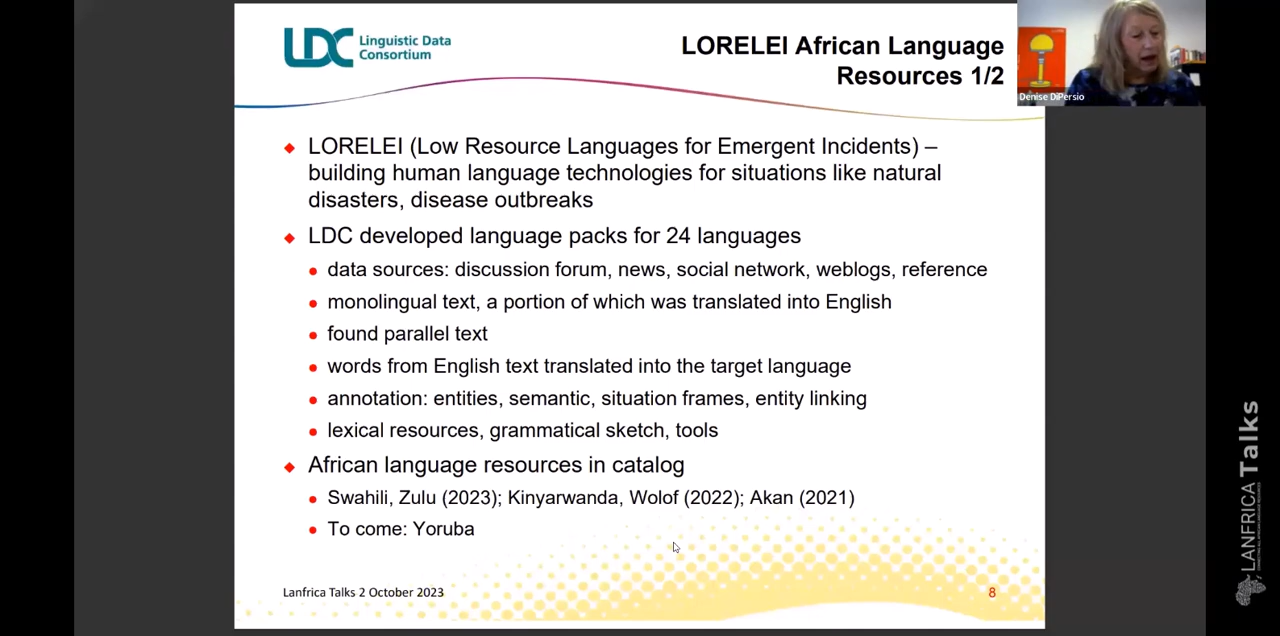 LDC Linguistic Data
Consortium
LORELEI African Language
Resources 1/2
Denise DiPersio
◆ LORELEI (Low Resource Languages for Emergent Incidents) –
building human language technologies for situations like natural
disasters, disease outbreaks
◆ LDC developed language packs for 24 languages
• data sources: discussion forum, news, social network, weblogs, reference
• monolingual text, a portion of which was translated into English
• found parallel text
• words from English text translated into the target language
• annotation: entities, semantic, situation frames, entity linking
• lexical resources, grammatical sketch, tools
◆ African language resources in catalog
• Swahili, Zulu (2023); Kinyarwanda, Wolof (2022); Akan (2021)
• To come: Yoruba
Lanfrica Talks 2 October 2023
8
LANFRICA Talks